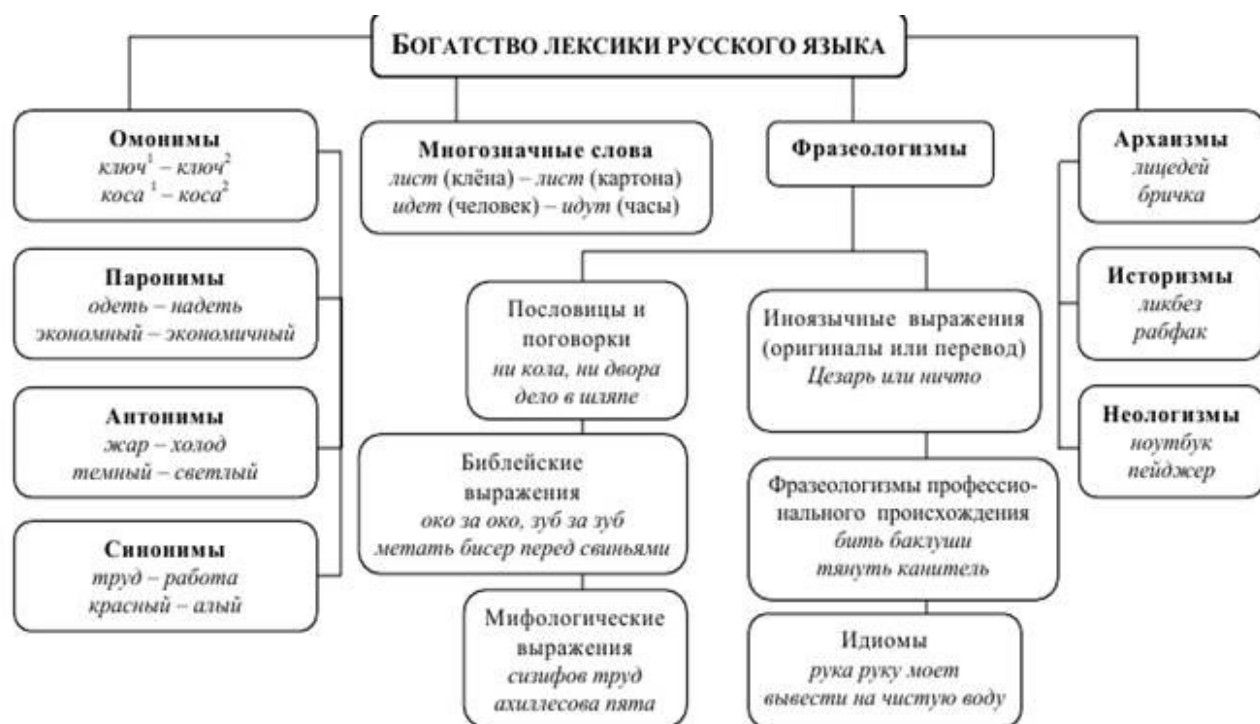 БОГАТСТВО ЛЕКСИКИ РУССКОГО ЯЗЫКА
Омонимы
ключ¹ – ключ²
коса ¹ – коса²
Паронимы
одеть – надеть
экономный – экономичный
Антонимы
жар – холод
темный – светлый
Синонимы
труд – работа
красный – алый
Многозначные слова
лист (клёна) – лист (картона)
идет (человек) – идут (часы)
Фразеологизмы
Пословицы и
поговорки
ни кола, ни двора
дело в шляпе
Библейские
выражения
око за око, зуб за зуб
метать бисер перед свиньями
Мифологические
выражения
сизифов труд
ахиллесова пята
Иноязычные выражения
(оригиналы или перевод)
Цезарь или ничто
Фразеологизмы професси-
нального происхождения
бить баклуши
тянуть канитель
Идиомы
рука руку моет
вывести на чистую воду
Архаизмы
лицедей
бричка
Историзмы
ликбез
рабфак
Неологизмы
ноутбук
пейджер